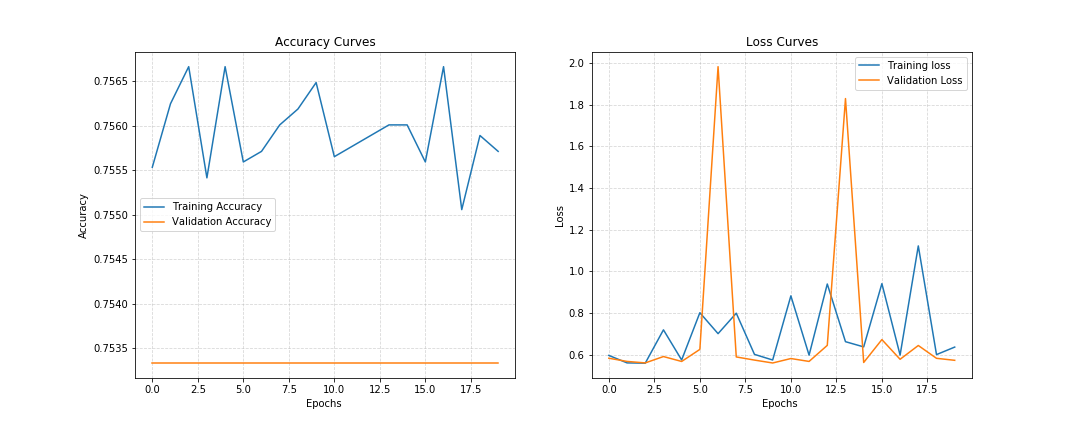 Accuracy Curves
0.7565
0.7560
0.7555
0.7550
0.7545
0.7540
0.7535
Accuracy
Training Accuracy
Validation Accuracy
0.0 2.5 5.0 7.5 10.0 12.5 15.0 17.5
Epochs
Loss Curves
2.0
1.8
1.6
1.4
1.2
1.0
0.8
0.6
Loss
Training loss
Validation Loss
0.0 2.5 5.0 7.5 10.0 12.5 15.0 17.5
Epochs